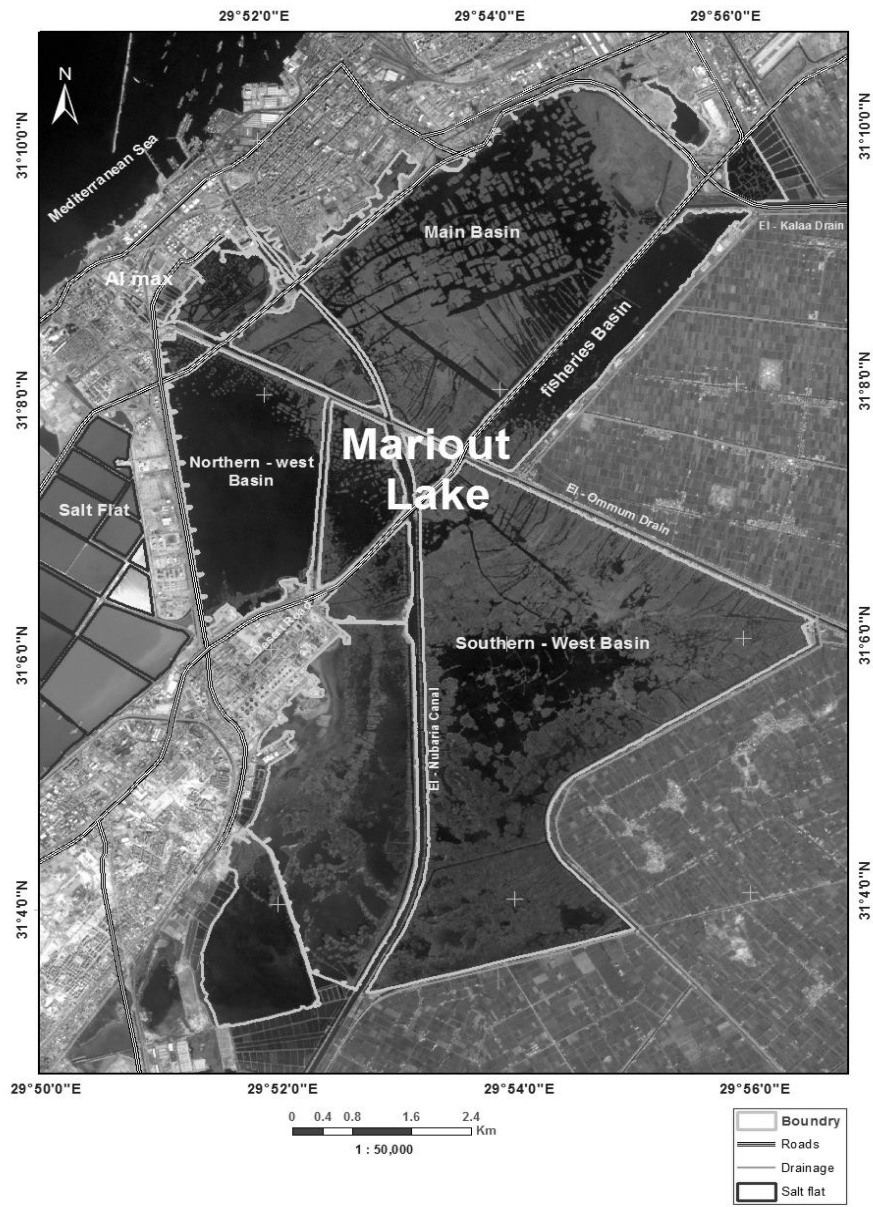 29°52'0"E 29°54'0"E 29°56'0"E
N
31°10'0"N
31°10'0"N
Mediterranean Sea
Main Basin
El - Kalaa Drain
Al max
fisheries Basin
31°8'0"N
31°8'0"N
Mariout
Lake
Northern - west
Basin
Salt Flat
El - Ommum Drain
31°6'0"N
31°6'0"N
Southern - West Basin
El - Nubaria Canal
31°4'0"N
31°4'0"N
29°50'0"E 29°52'0"E 29°54'0"E 29°56'0"E
0 0.4 0.8 1.6 2.4
Km
1 : 50,000
Boundry
Roads
Drainage
Salt flat